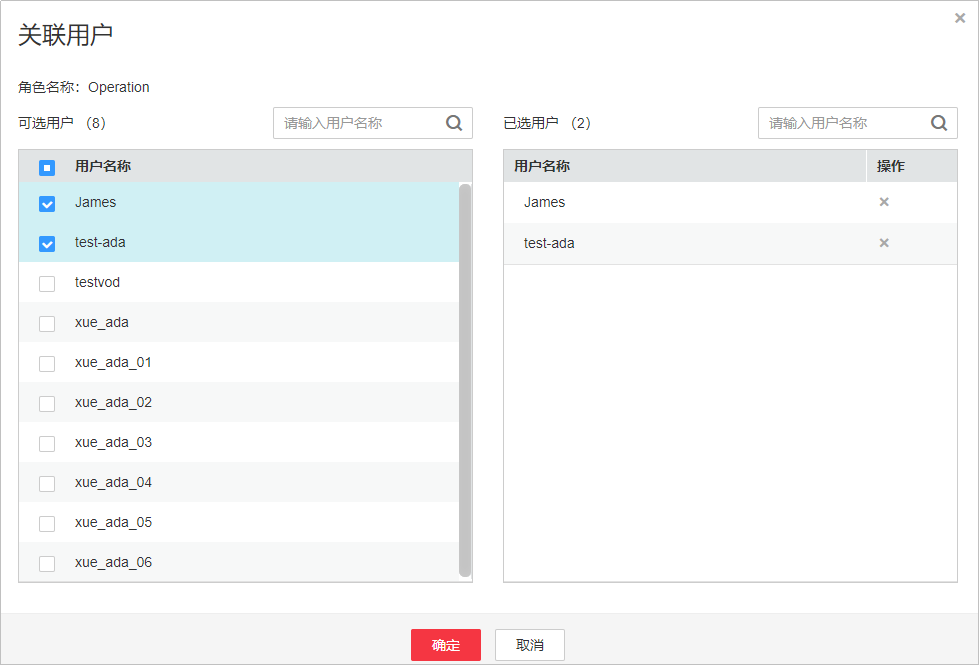 关联用户
角色名称：Operation
可选用户 （8）
请输入用户名称
用户名称
James
test-ada
testvod
xue_ada
xue_ada_01
xue_ada_02
xue_ada_03
xue_ada_04
xue_ada_05
xue_ada_06
已选用户 （2）
请输入用户名称
用户名称 操作
James
test-ada
确定 取消